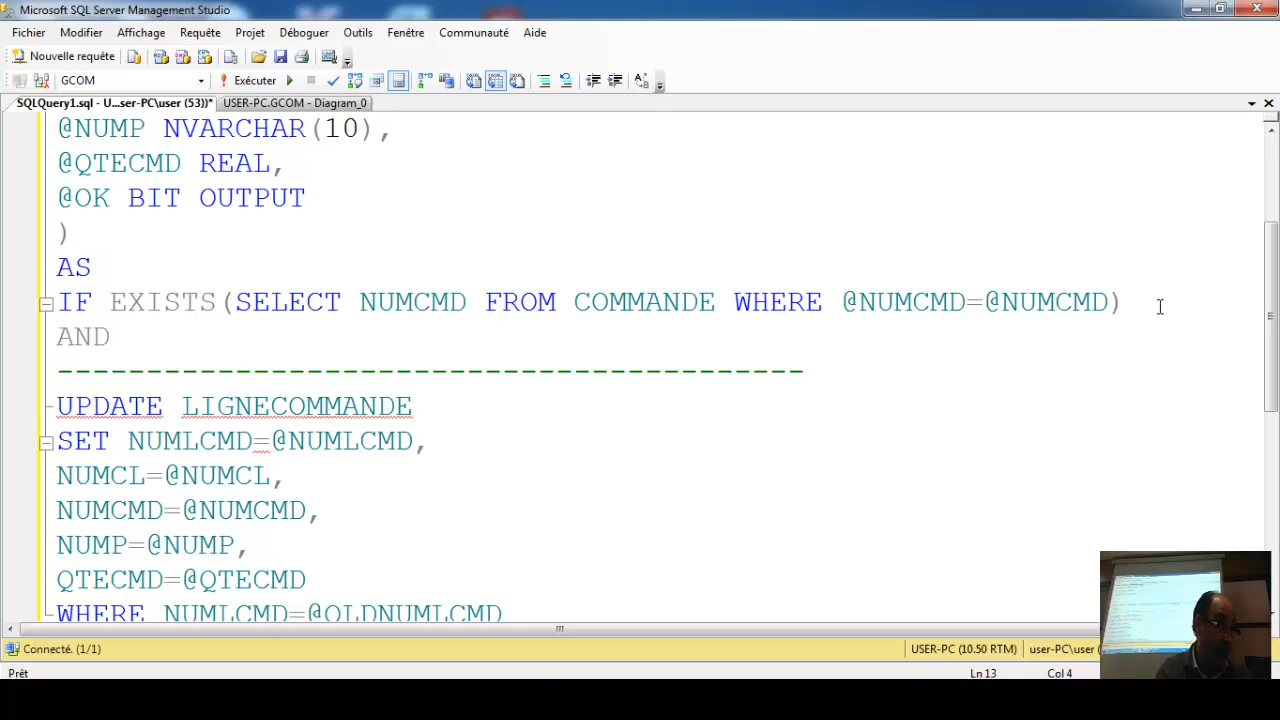 Microsoft SQL Server Management Studio
Fichier Modifier Affichage Requête Projet Déboguer Outils Fenêtre Communauté Aide
Nouvelle requête
GCOM Exécuter
SQLQuery1.sql - U...ser-PC\user (53))* USER-PC.GCOM - Diagram_0
@NUMP NVARCHAR(10),
@QTECMD REAL,
@OK BIT OUTPUT
)
AS
IF EXISTS(SELECT NUMCMD FROM COMMANDE WHERE @NUMCMD=@NUMCMD)
AND
------------------------------------------
UPDATE LIGNECOMMANDE
SET NUMLCMD=@NUMLCMD,
NUMCL=@NUMCL,
NUMCMD=@NUMCMD,
NUMP=@NUMP,
QTECMD=@QTECMD
WHERE NUMLCMD=@OLDNUMLCMD
Connecté. (1/1) USER-PC (10.50 RTM) user-PC\user (
Prêt Ln 13 Col 4